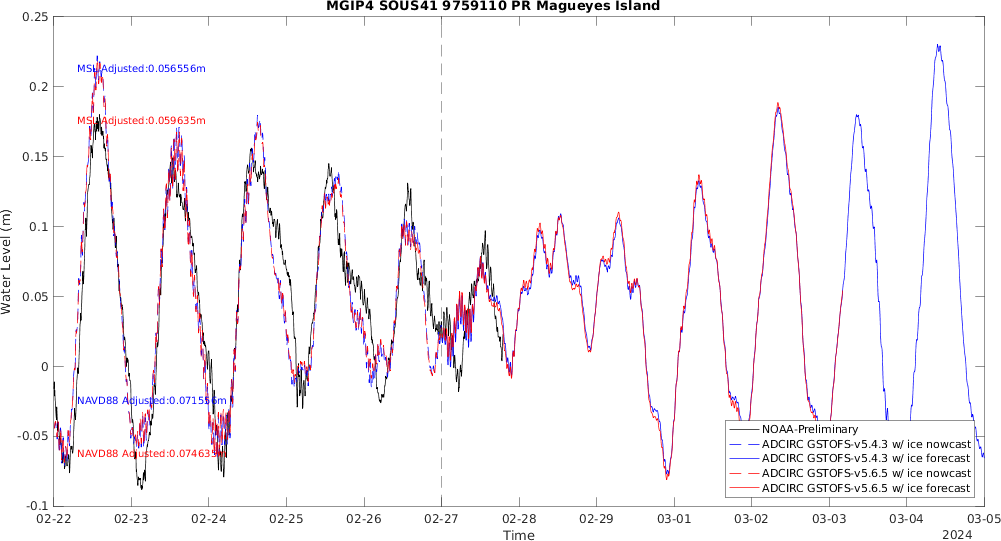 MGIP4 SOUS41 9759110 PR Magueyes Island
0.25
0.2
0.15
0.1
0.05
0
-0.05
-0.1
Water Level (m)
MSL Adjusted:0.056556m
MSL Adjusted:0.059635m
NAVD88 Adjusted:0.071556m
NAVD88 Adjusted:0.074635m
NOAA-Preliminary
ADCIRC GSTOFS-v5.4.3 w/ ice nowcast
ADCIRC GSTOFS-v5.4.3 w/ ice forecast
ADCIRC GSTOFS-v5.6.5 w/ ice nowcast
ADCIRC GSTOFS-v5.6.5 w/ ice forecast
02-22 02-23 02-24 02-25 02-26 02-27 02-28 02-29 03-01 03-02 03-03 03-04 03-05
Time
2024